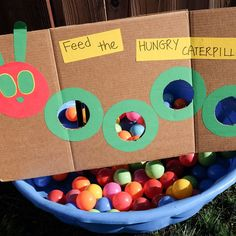 Feed the HUNGRY CATERPILL